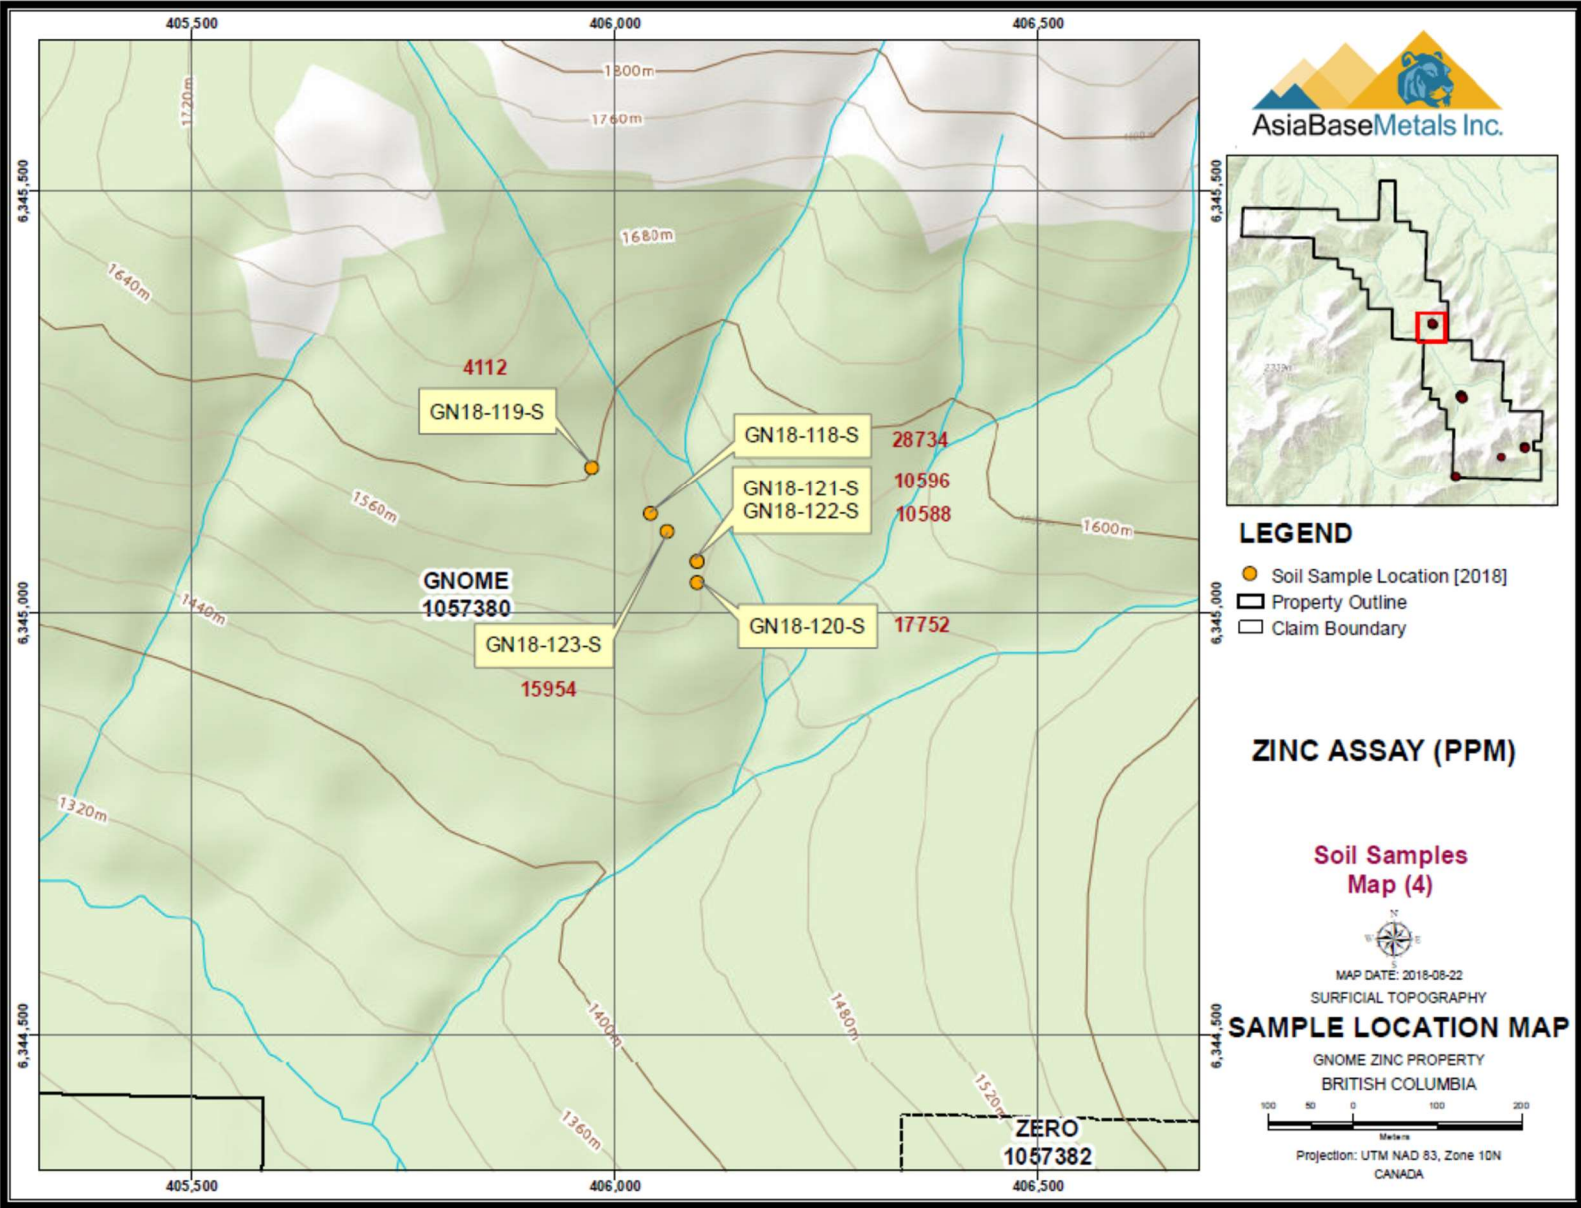 405,500
406,000
406,500
1800m
1760m
1720m
6,345,500
6,345,500
1680m
1640m
4112
GN18-119-S
GN18-118-S
28734
GN18-121-S
10596
GN18-122-S
10588
1560m
1600m
GNOME
1057380
1440m
6,345,000
6,345,000
GN18-120-S
17752
GN18-123-S
15954
1320m
1400m
1480m
6,344,500
6,344,500
1520m
1360m
ZERO
1057382
405,500
406,000
406,500
AsiaBaseMetals Inc.
LEGEND
Soil Sample Location [2018]
Property Outline
Claim Boundary
ZINC ASSAY (PPM)
Soil Samples
Map (4)
N
W E
S
MAP DATE: 2018-08-22
SURFICIAL TOPOGRAPHY
SAMPLE LOCATION MAP
GNOME ZINC PROPERTY
BRITISH COLUMBIA
100 50 0 100 200
Meters
Projection: UTM NAD 83, Zone 10N
CANADA